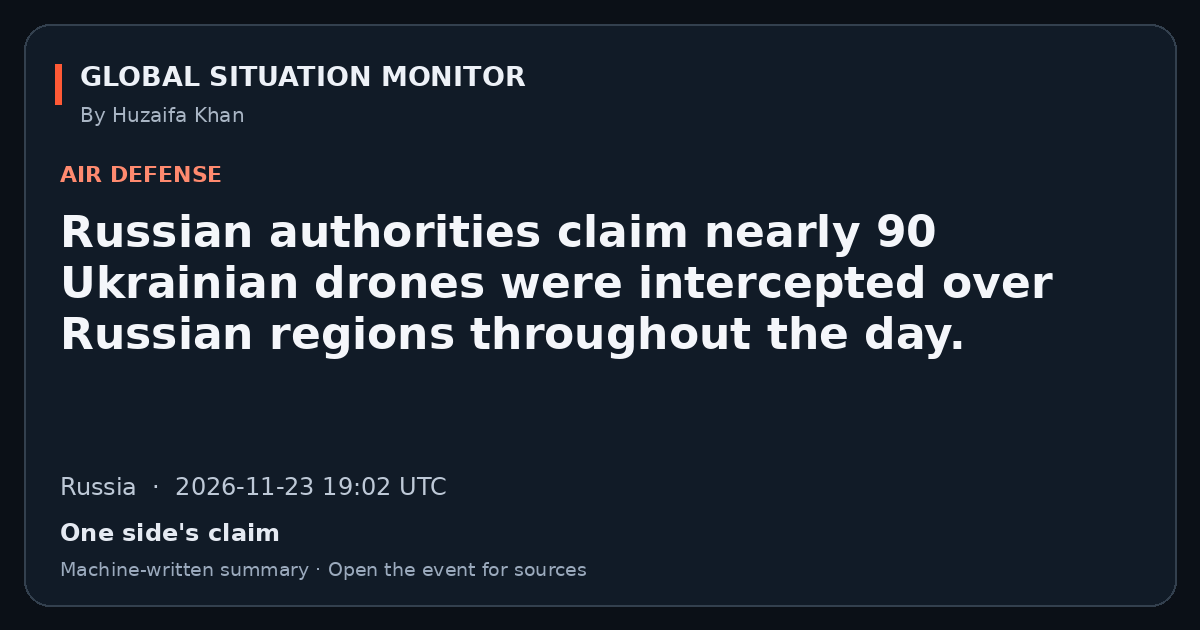 GLOBAL SITUATION MONITOR
By Huzaifa Khan
AIR DEFENSE
Russian authorities claim nearly 90
Ukrainian drones were intercepted over
Russian regions throughout the day.
Russia · 2026-11-23 19:02 UTC
One side's claim
Machine-written summary · Open the event for sources